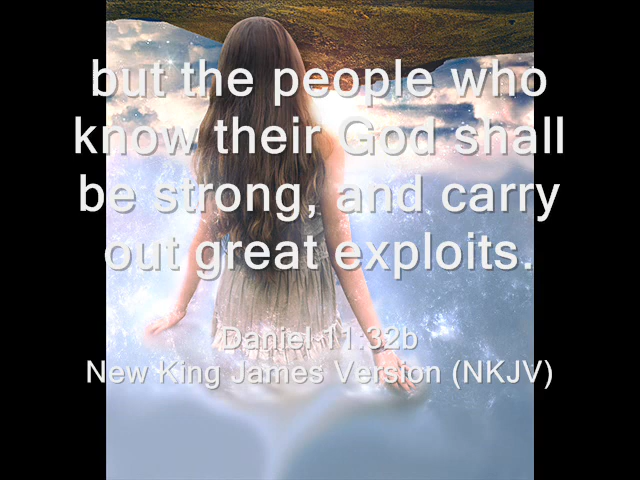 but the people who
know their God shall
be strong, and carry
out great exploits.
Daniel 11:32b
New King James Version (NKJV)